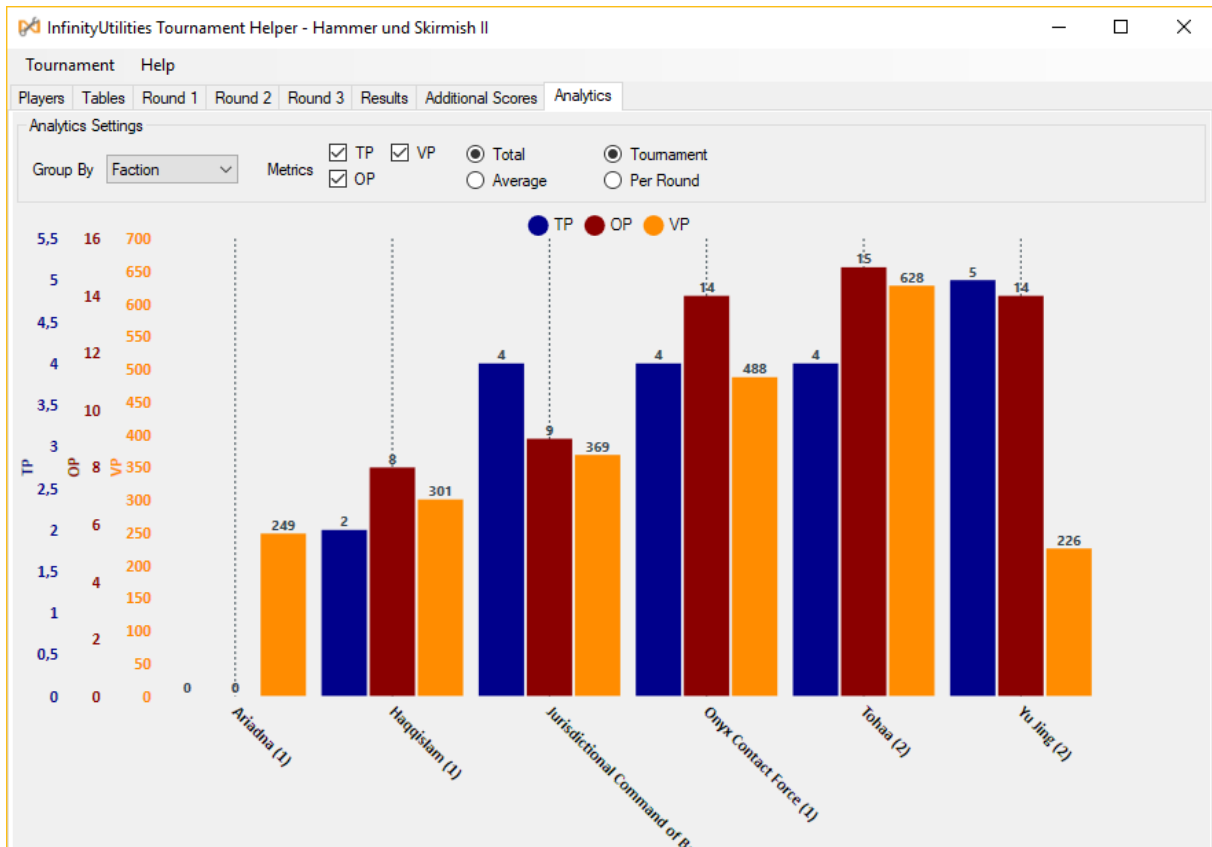 InfinityUtilities Tournament Helper - Hammer und Skirmish II
Tournament Help
Players Tables Round 1 Round 2 Round 3 Results Additional Scores Analytics
Analytics Settings
Group By Faction Metrics TP VP OP Total Average Tournament Per Round
TP OP VP
5,5 16 700
650
5 14 600
4,5 550
4 12 500
450
3,5 10 400
3 8 350
2,5 300
2 6 250
200
1,5 4 150
1 2 100
0,5 50
0 0 0
TP OP VP
0 0 249
2 8 301
4 9 369
4 14 488
4 15 628
5 14 226
Ariadna (1)
Haqqislam (1)
Jurisdictional Command of
Onyx Contact Force (1)
Tohaa (2)
Yu Jing (2)